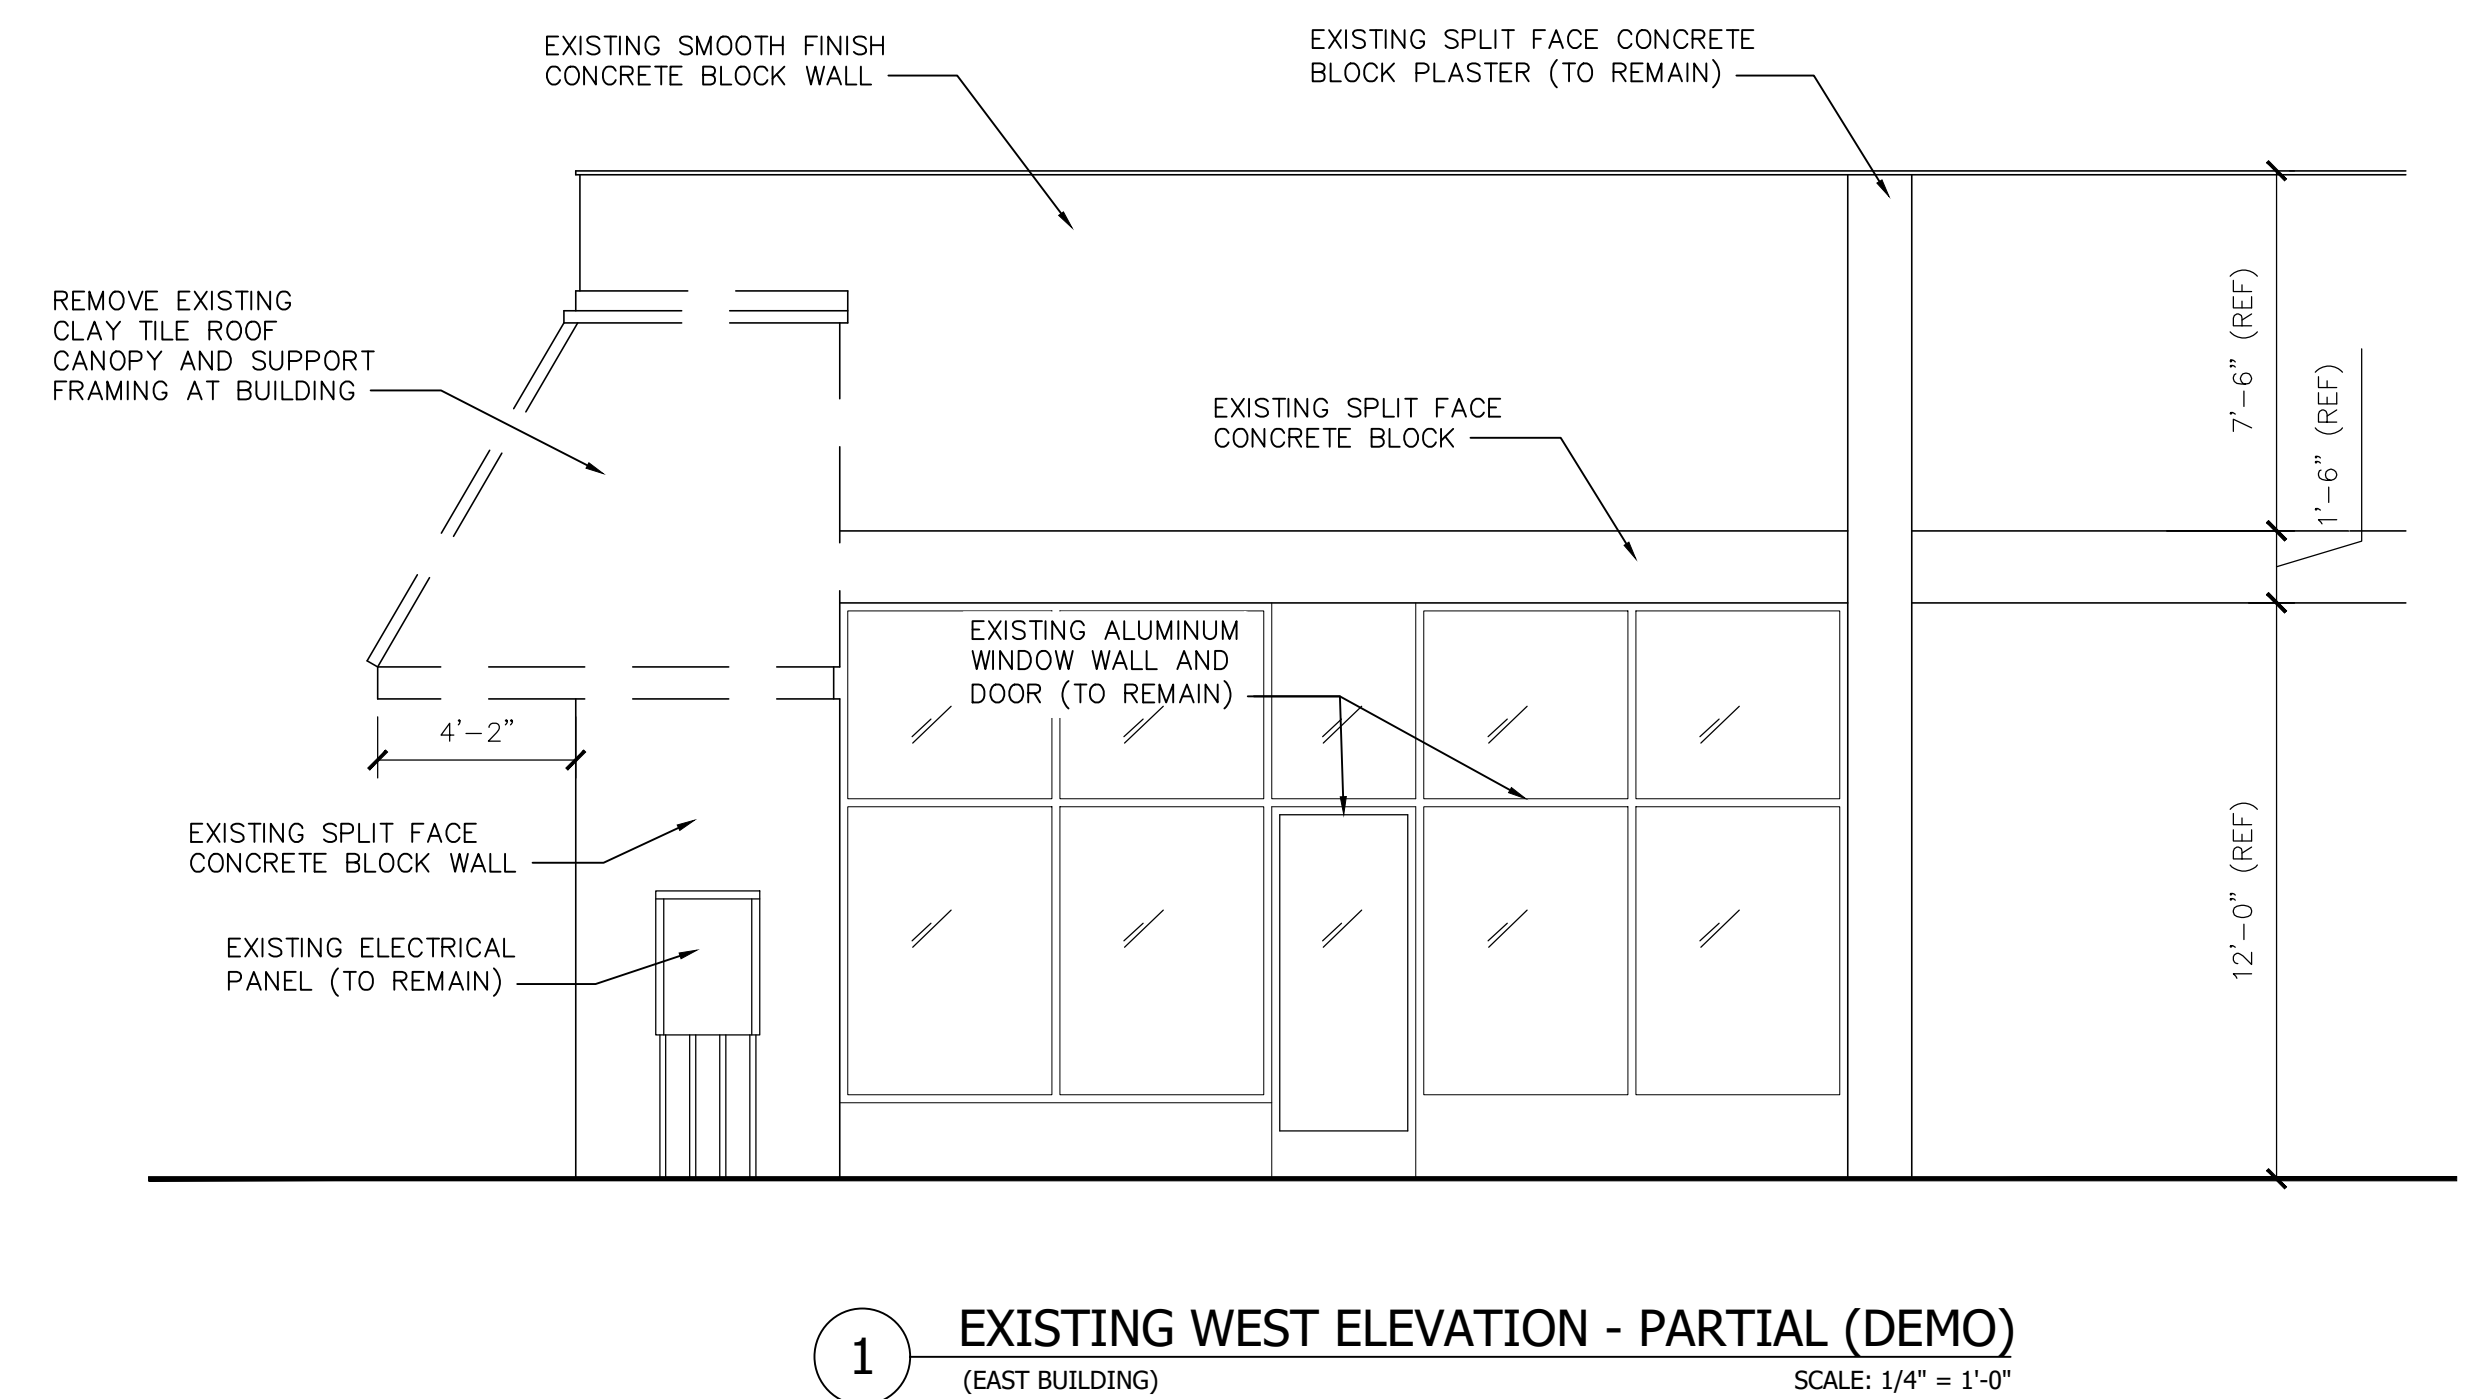 EXISTING SMOOTH FINISH
CONCRETE BLOCK WALL
EXISTING SPLIT FACE CONCRETE
BLOCK PLASTER (TO REMAIN)
REMOVE EXISTING
CLAY TILE ROOF
CANOPY AND SUPPORT
FRAMING AT BUILDING
EXISTING SPLIT FACE
CONCRETE BLOCK
7'-6" (REF)
1'-6" (REF)
EXISTING ALUMINUM
WINDOW WALL AND
DOOR (TO REMAIN)
4'-2"
EXISTING SPLIT FACE
CONCRETE BLOCK WALL
12'-0" (REF)
EXISTING ELECTRICAL
PANEL (TO REMAIN)
1
EXISTING WEST ELEVATION - PARTIAL (DEMO)
(EAST BUILDING)
SCALE: 1/4" = 1'-0"